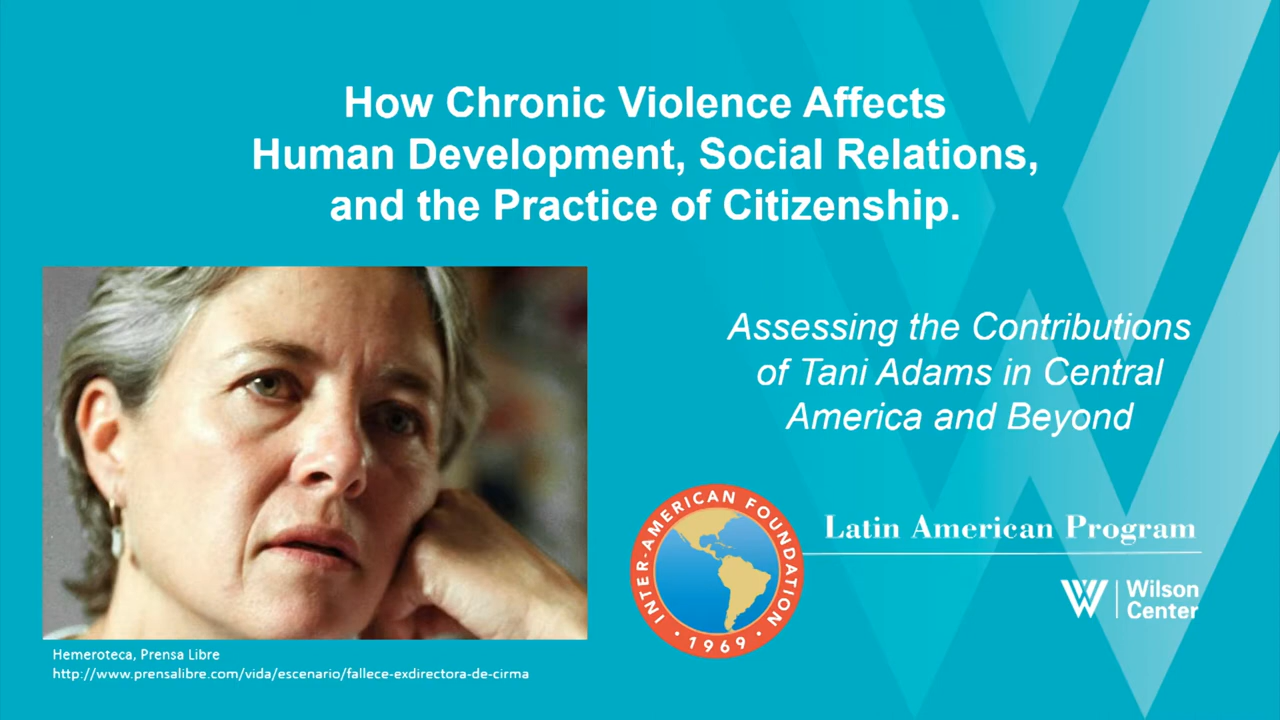 How Chronic Violence Affects
Human Development, Social Relations,
and the Practice of Citizenship.
Assessing the Contributions
of Tani Adams in Central
America and Beyond
INTER-AMERICAN FOUNDATION
• 1969 •
Latin American Program
W | Wilson
Center
Hemeroteca, Prensa Libre
http://www.prensalibre.com/vida/escenario/fallece-exdirectora-de-cirma